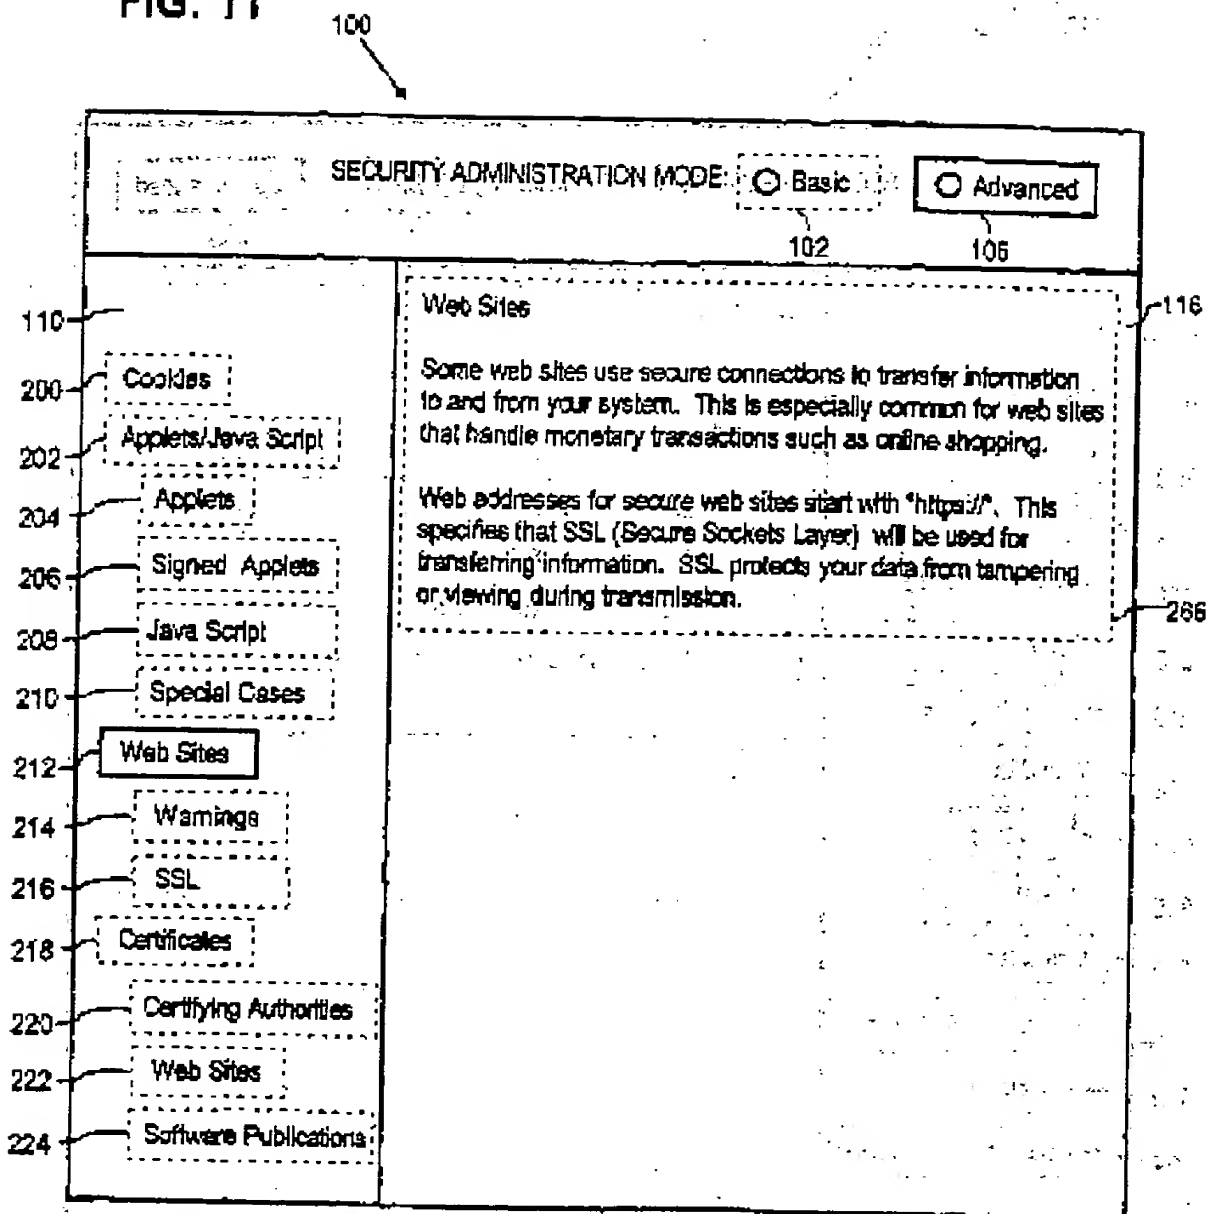 FIG. 11
100
SECURITY ADMINISTRATION MODE: Basic Advanced
102 106
110
116
Web Sites
Some web sites use secure connections to transfer information
to and from your system. This is especially common for web sites
that handle monetary transactions such as online shopping.
Web addresses for secure web sites start with "https://". This
specifies that SSL (Secure Sockets Layer) will be used for
transferring information. SSL protects your data from tampering
or viewing during transmission.
266
200 Cookies
202 Applets/Java Script
204 Applets
206 Signed Applets
208 Java Script
210 Special Cases
212 Web Sites
214 Warnings
216 SSL
218 Certificates
220 Certifying Authorities
222 Web Sites
224 Software Publications